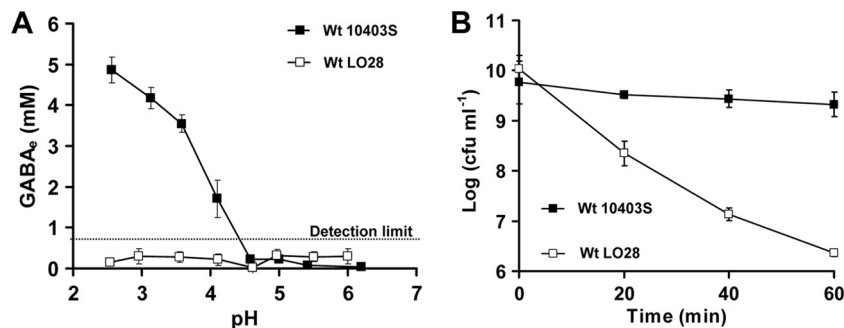 A
Wt 10403S
Wt LO28
GABAe (mM)
6
5
4
3
2
1
0
Detection limit
2 3 4 5 6 7
pH
B
Log (cfu ml-1)
11
10
9
8
7
6
Wt 10403S
Wt LO28
0 20 40 60
Time (min)